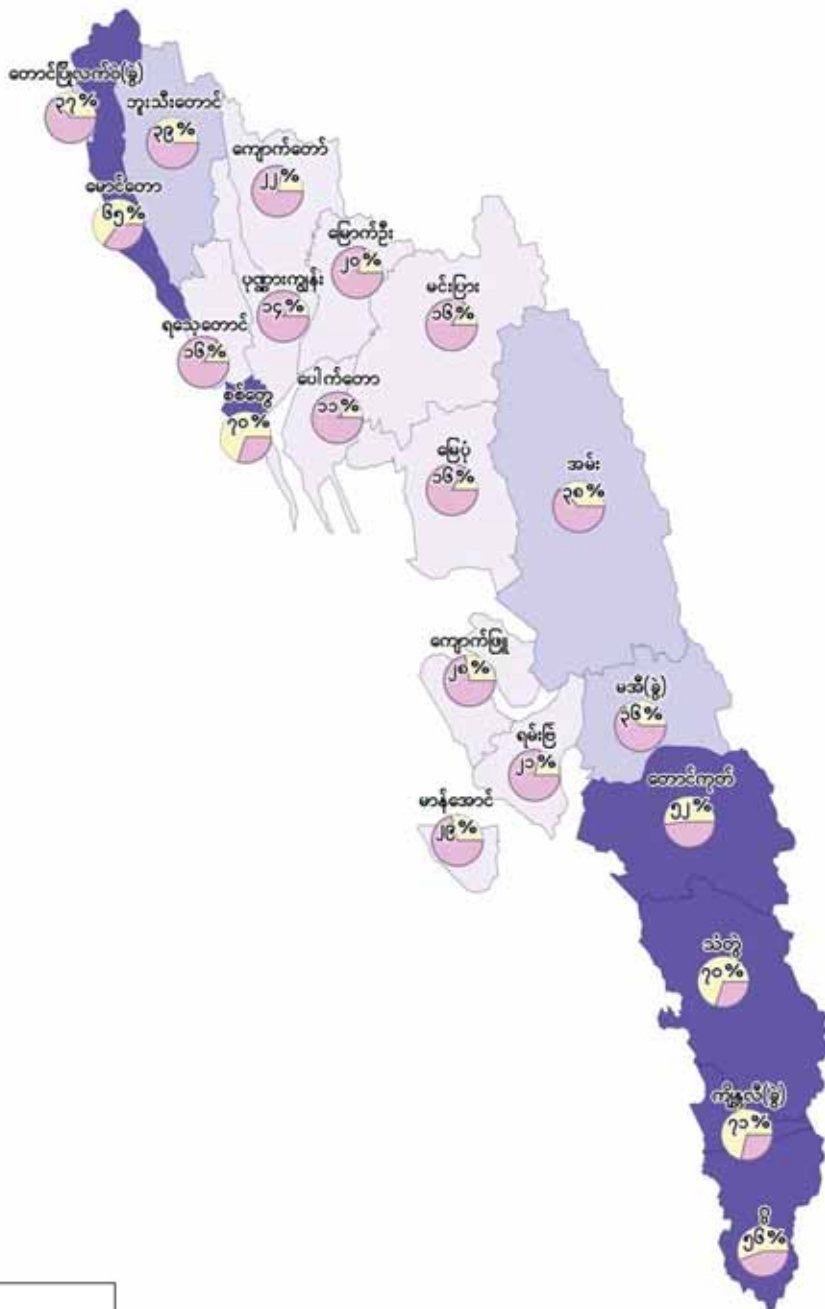 တောင်ပြိုလက်ဝဲ(ခွဲ)
၃၇%
ဘူးသီးတောင်
၃၉%
ကျောက်တော်
၂၂%
မောင်တော
၆၅%
မြောက်ဦး
၂၀%
ပုဏ္ဏားကျွန်း
၁၄%
မင်းပြား
၁၆%
ရသေ့တောင်
၁၆%
ပေါက်တော
၁၁%
စစ်တွေ
၇၀%
မြေပုံ
၁၆%
အမ်း
၃၈%
ကျောက်ဖြူ
၂၈%
မအီ(ခွဲ)
၃၆%
ရမ်းဗြဲ
၂၁%
မာန်အောင်
၂၉%
တောင်ကုတ်
၅၂%
သံတွဲ
၇၀%
ကျိန္တလီ(ခွဲ)
၇၁%
ဂွ
၅၆%